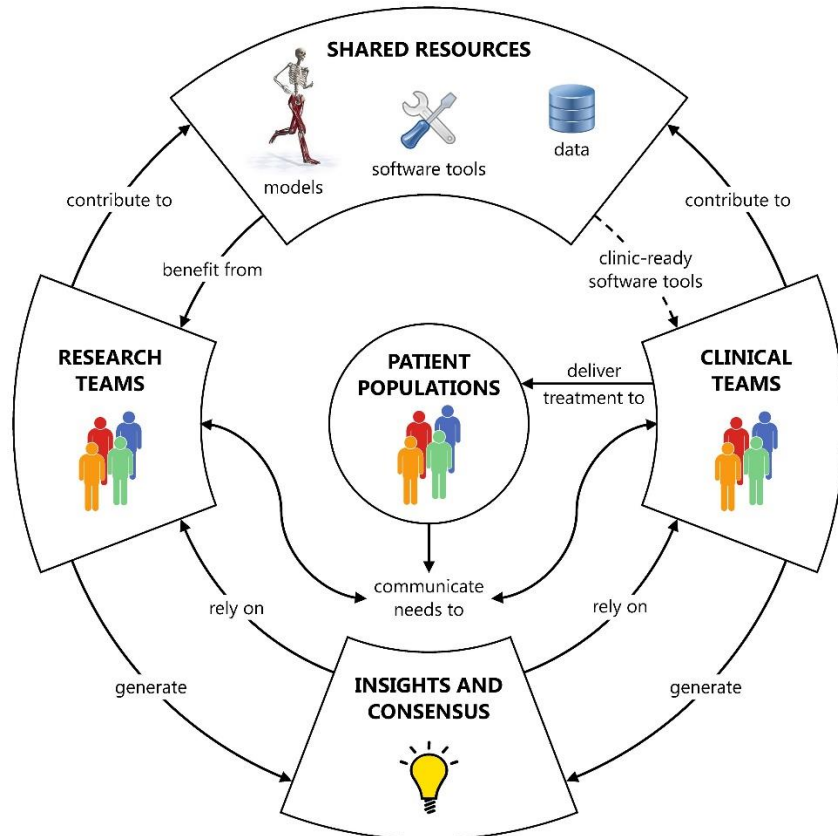 SHARED RESOURCES
models
software tools
data
contribute to
contribute to
benefit from
clinic-ready
software tools
RESEARCH
TEAMS
PATIENT
POPULATIONS
deliver
treatment to
CLINICAL
TEAMS
communicate
needs to
rely on
rely on
generate
generate
INSIGHTS AND
CONSENSUS